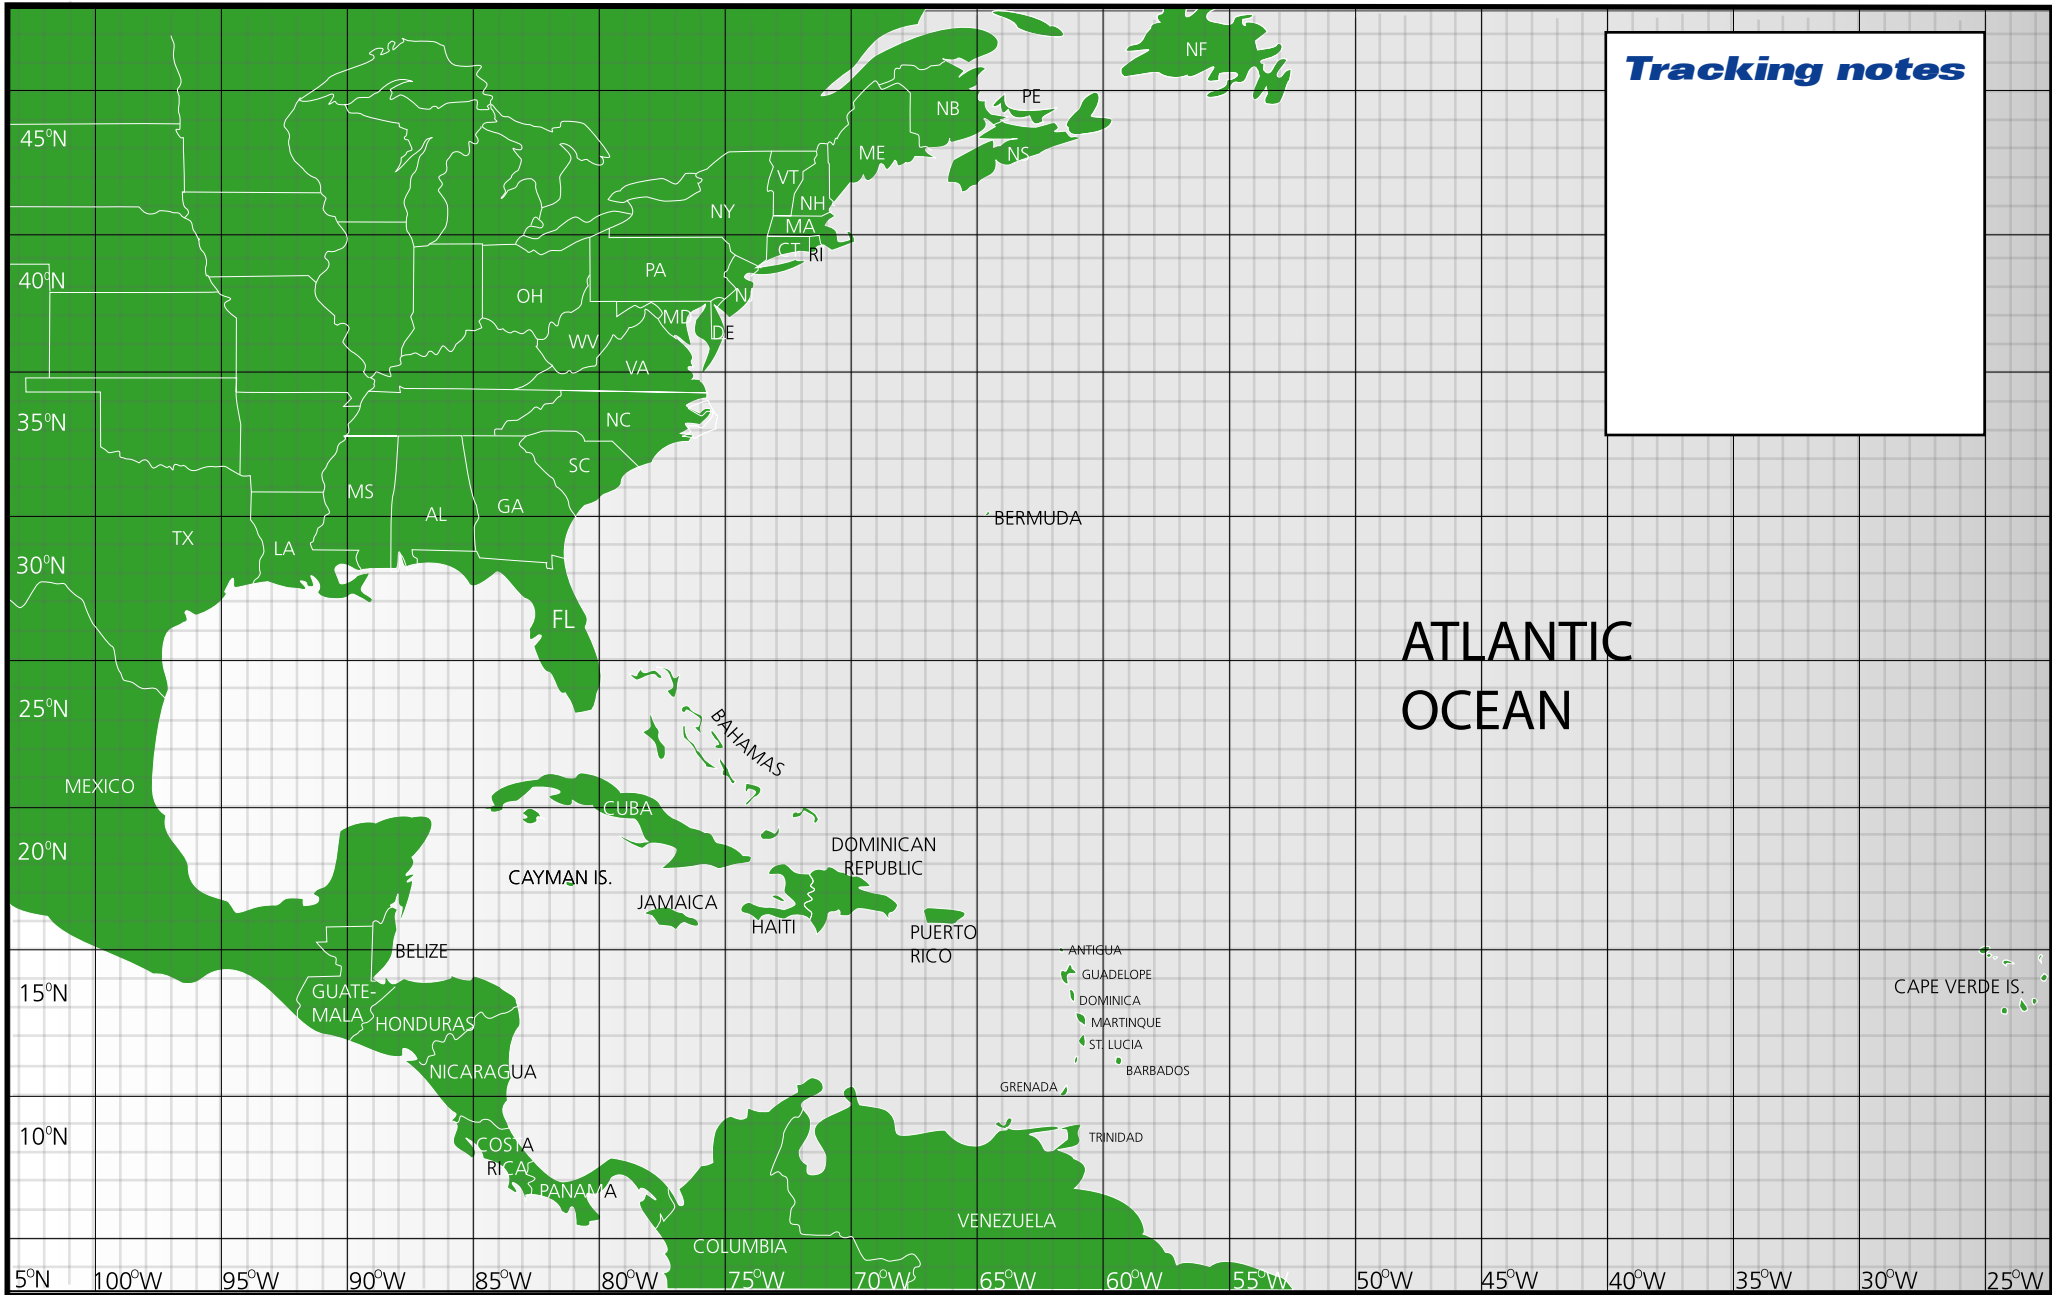 NF
Tracking notes
PE
NB
45°N
ME
NS
VT
NH
NY
MA
CT
RI
PA
40°N
OH
N
MD
DE
WV
VA
35°N
NC
SC
MS
GA
AL
BERMUDA
TX
LA
30°N
FL
ATLANTIC
OCEAN
25°N
BAHAMAS
MEXICO
CUBA
20°N
DOMINICAN
REPUBLIC
CAYMAN IS.
JAMAICA
HAITI
PUERTO
RICO
BELIZE
ANTIGUA
GUADELOPE
15°N
GUATE-
MALA
DOMINICA
CAPE VERDE IS.
HONDURAS
MARTINQUE
ST. LUCIA
NICARAGUA
BARBADOS
GRENADA
10°N
COSTA
RICA
TRINIDAD
PANAMA
VENEZUELA
COLUMBIA
5°N
100°W
95°W
90°W
85°W
80°W
75°W
70°W
65°W
60°W
55°W
50°W
45°W
40°W
35°W
30°W
25°W